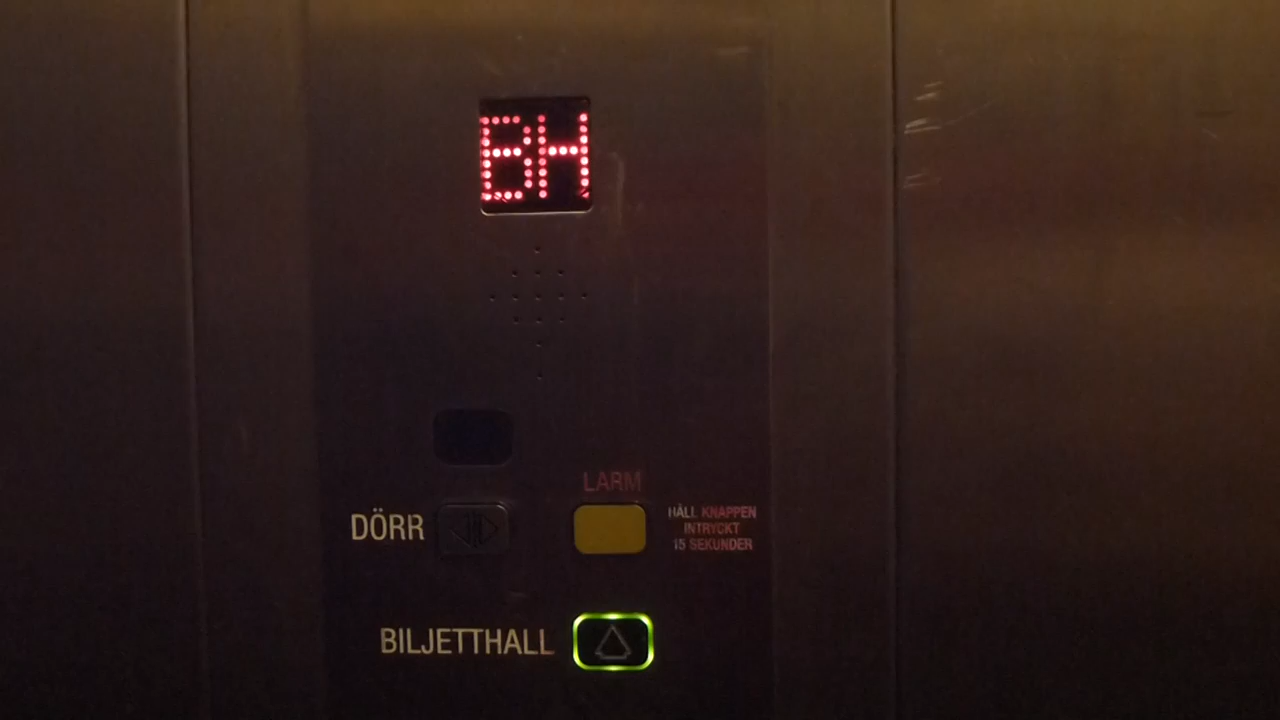 BH
LARM
DÖRR
HÅLL KNAPPEN
INTRYCKT
15 SEKUNDER
BILJETTHALL